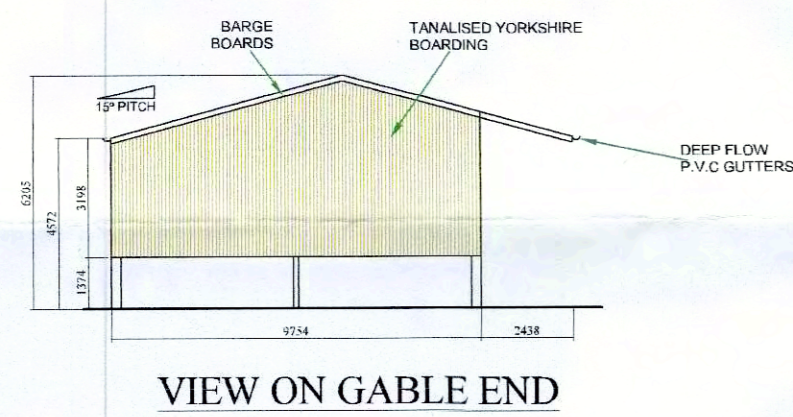 BARGE
BOARDS
TANALISED YORKSHIRE
BOARDING
15º PITCH
DEEP FLOW
P.V.C GUTTERS
6205
4572
3198
1374
9754
2438
VIEW ON GABLE END